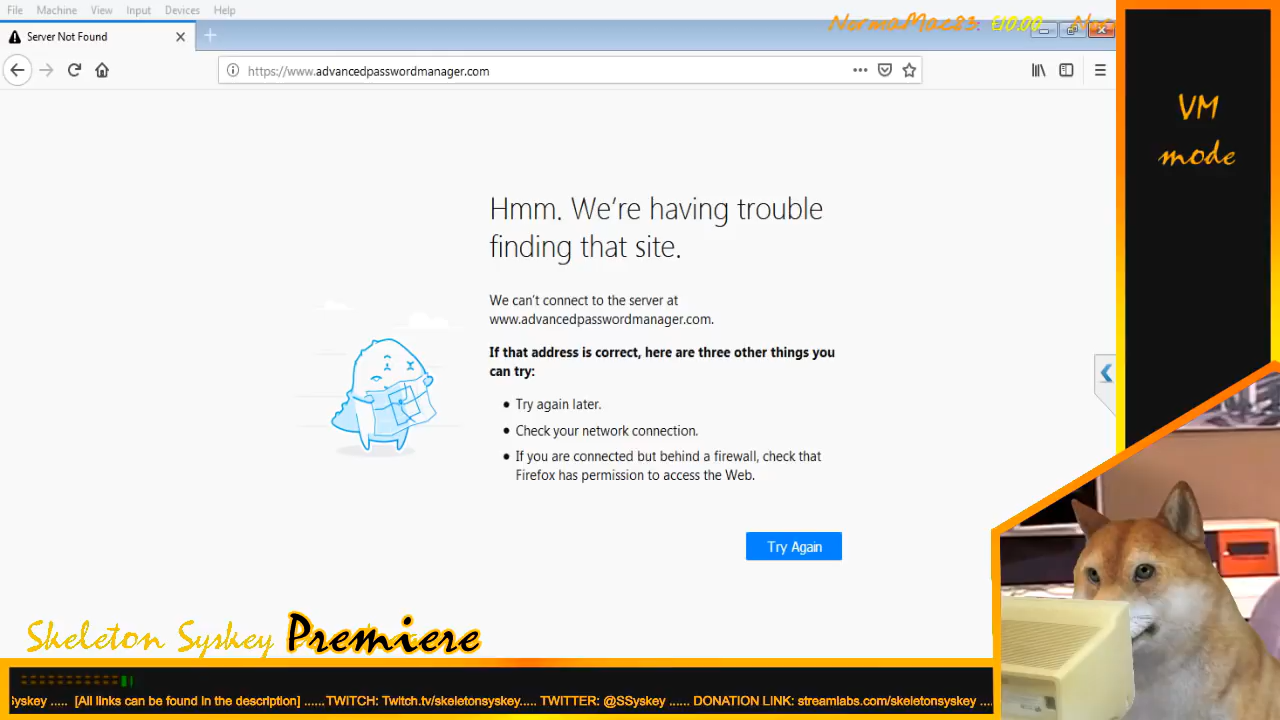 File Machine View Input Devices Help
NormaMac83: £10.00
Server Not Found
https://www.advancedpasswordmanager.com
VM
mode
Hmm. We're having trouble
finding that site.
We can't connect to the server at
www.advancedpasswordmanager.com.
If that address is correct, here are three other things you
can try:
• Try again later.
• Check your network connection.
• If you are connected but behind a firewall, check that
Firefox has permission to access the Web.
Try Again
Skeleton Syskey Premiere
[All links can be found in the description] ......TWITCH: Twitch.tv/skeletonsyskey..... TWITTER: @SSyskey ...... DONATION LINK: streamlabs.com/skeletonsyskey ....